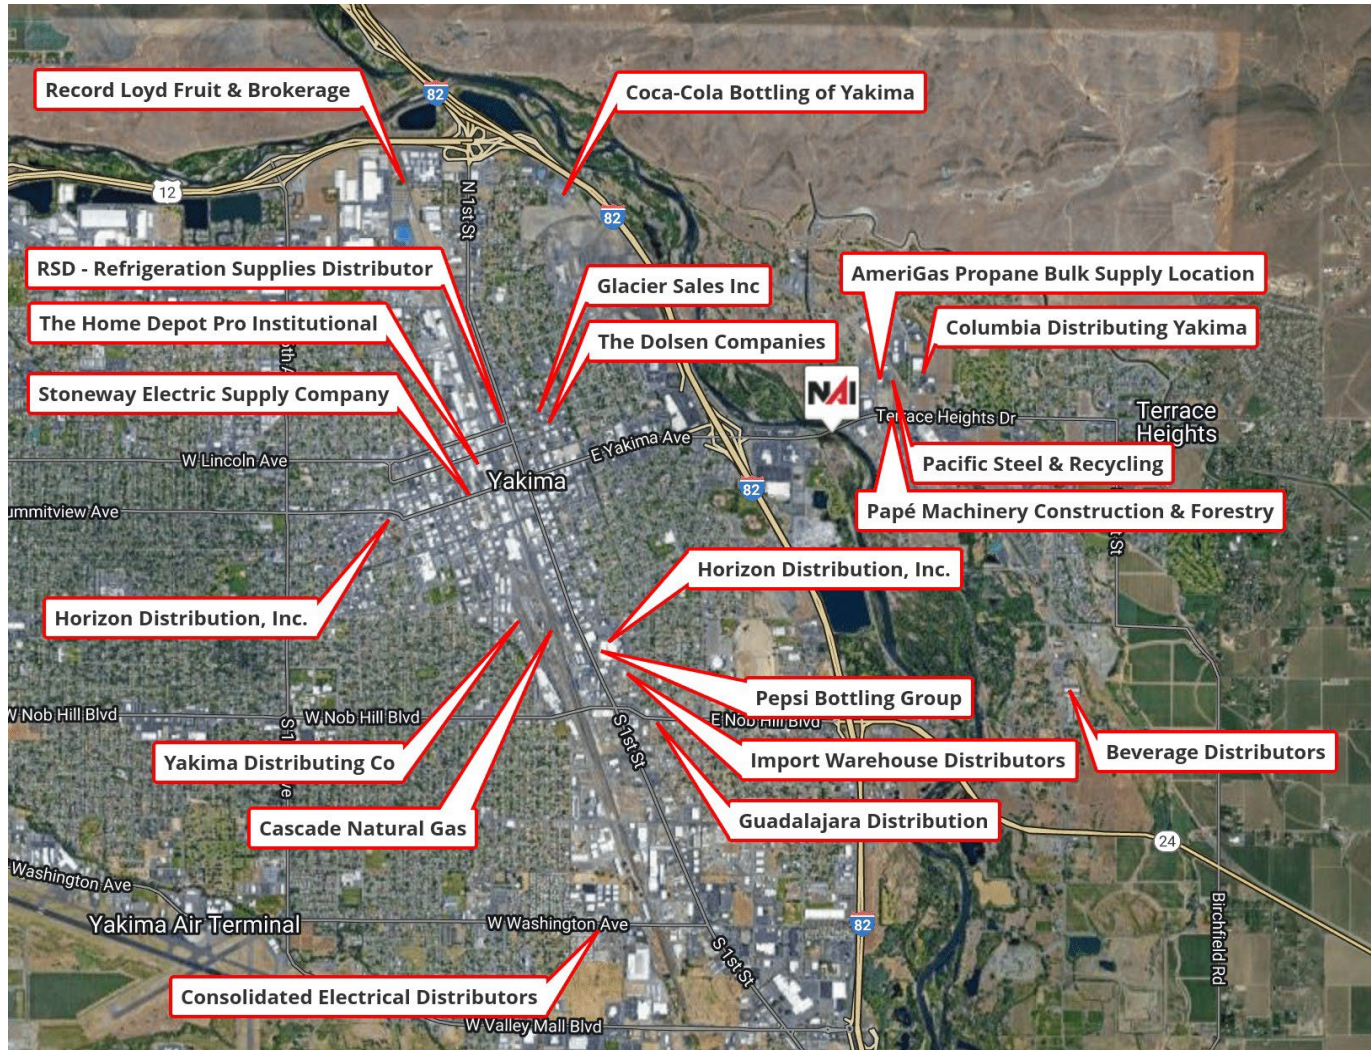 Record Loyd Fruit & Brokerage
82
Coca-Cola Bottling of Yakima
12
N 1st St
82
RSD - Refrigeration Supplies Distributor
Glacier Sales Inc
AmeriGas Propane Bulk Supply Location
The Home Depot Pro Institutional
The Dolsen Companies
Columbia Distributing Yakima
Stoneway Electric Supply Company
NAI
Terrace Heights Dr
Terrace
Heights
W Lincoln Ave
E Yakima Ave
Pacific Steel & Recycling
Yakima
82
ummitview Ave
Papé Machinery Construction & Forestry
St
Horizon Distribution, Inc.
Horizon Distribution, Inc.
Pepsi Bottling Group
W Nob Hill Blvd
W Nob Hill Blvd
E Nob Hill Blvd
S 1st St
Yakima Distributing Co
Import Warehouse Distributors
Beverage Distributors
Cascade Natural Gas
Guadalajara Distribution
24
Washington Ave
Yakima Air Terminal
W Washington Ave
82
Birchfield Rd
S 1st St
Consolidated Electrical Distributors
W Valley Mall Blvd